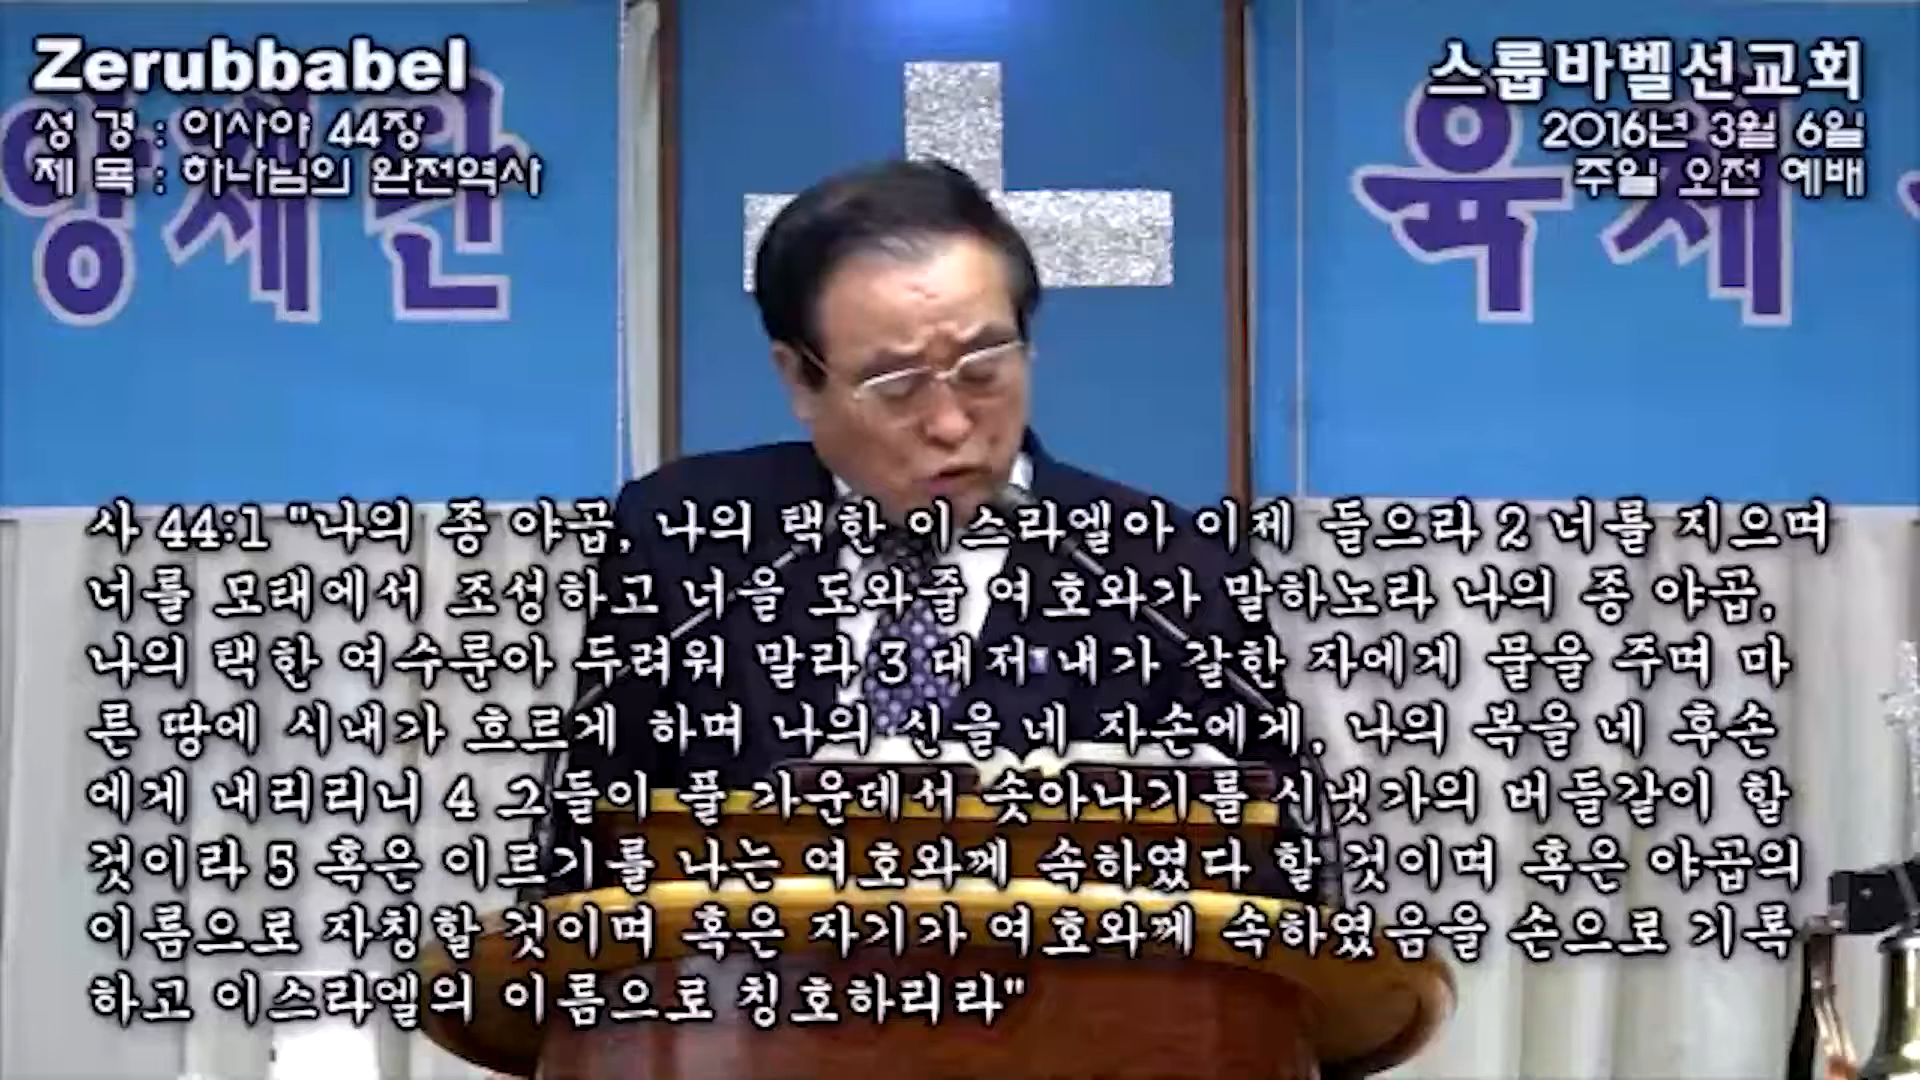 Zerubbabel
성 경 : 이사야 44장
제 목 : 하나님의 완전역사
스룹바벨선교회
2016년 3월 6일
주일 오전 예배
양제단
육체
사 44:1 "나의 종 야곱, 나의 택한 이스라엘아 이제 들으라 2 너를 지으며
너를 모태에서 조성하고 너을 도와줄 여호와가 말하노라 나의 종 야곱,
나의 택한 여수룬아 두려워 말라 3 대저 내가 갈한 자에게 물을 주며 마
른 땅에 시내가 흐르게 하며 나의 신을 네 자손에게, 나의 복을 네 후손
에게 내리리니 4 그들이 풀 가운데서 솟아나기를 시냇가의 버들같이 할
것이라 5 혹은 이르기를 나는 여호와께 속하였다 할 것이며 혹은 야곱의
이름으로 자칭할 것이며 혹은 자기가 여호와께 속하였음을 손으로 기록
하고 이스라엘의 이름으로 칭호하리라"